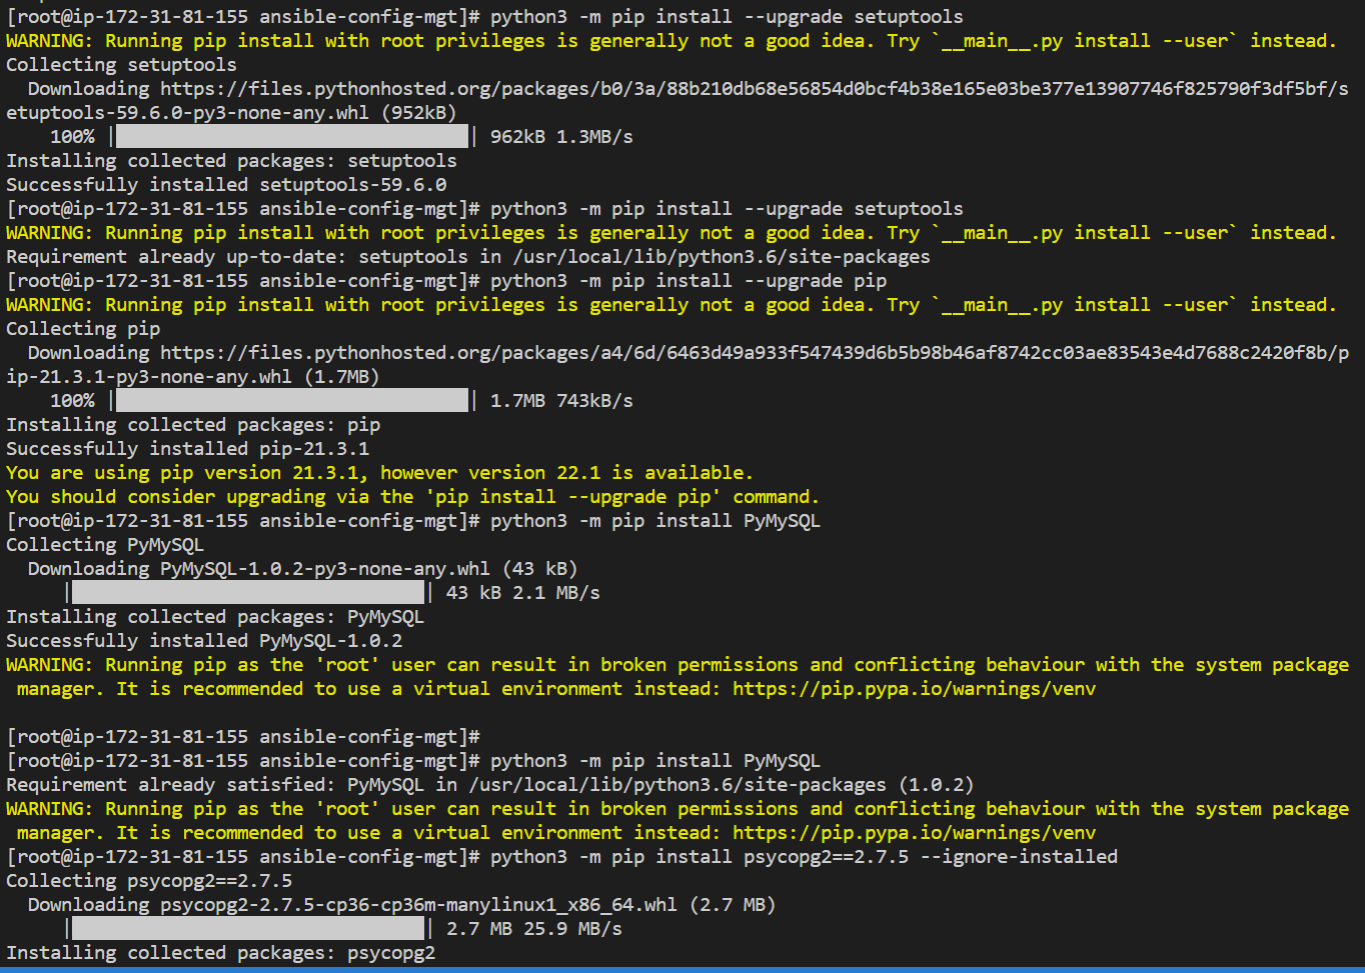 [root@ip-172-31-81-155 ansible-config-mgt]# python3 -m pip install --upgrade setuptools
WARNING: Running pip install with root privileges is generally not a good idea. Try `__main__.py install --user` instead.
Collecting setuptools
  Downloading https://files.pythonhosted.org/packages/b0/3a/88b210db68e56854d0bcf4b38e165e03be377e13907746f825790f3df5bf/s
etuptools-59.6.0-py3-none-any.whl (952kB)
    100% |                                | 962kB 1.3MB/s
Installing collected packages: setuptools
Successfully installed setuptools-59.6.0
[root@ip-172-31-81-155 ansible-config-mgt]# python3 -m pip install --upgrade setuptools
WARNING: Running pip install with root privileges is generally not a good idea. Try `__main__.py install --user` instead.
Requirement already up-to-date: setuptools in /usr/local/lib/python3.6/site-packages
[root@ip-172-31-81-155 ansible-config-mgt]# python3 -m pip install --upgrade pip
WARNING: Running pip install with root privileges is generally not a good idea. Try `__main__.py install --user` instead.
Collecting pip
  Downloading https://files.pythonhosted.org/packages/a4/6d/6463d49a933f547439d6b5b98b46af8742cc03ae83543e4d7688c2420f8b/p
ip-21.3.1-py3-none-any.whl (1.7MB)
    100% |                                | 1.7MB 743kB/s
Installing collected packages: pip
Successfully installed pip-21.3.1
You are using pip version 21.3.1, however version 22.1 is available.
You should consider upgrading via the 'pip install --upgrade pip' command.
[root@ip-172-31-81-155 ansible-config-mgt]# python3 -m pip install PyMySQL
Collecting PyMySQL
  Downloading PyMySQL-1.0.2-py3-none-any.whl (43 kB)
     |                                | 43 kB 2.1 MB/s
Installing collected packages: PyMySQL
Successfully installed PyMySQL-1.0.2
WARNING: Running pip as the 'root' user can result in broken permissions and conflicting behaviour with the system package
 manager. It is recommended to use a virtual environment instead: https://pip.pypa.io/warnings/venv
[root@ip-172-31-81-155 ansible-config-mgt]#
[root@ip-172-31-81-155 ansible-config-mgt]# python3 -m pip install PyMySQL
Requirement already satisfied: PyMySQL in /usr/local/lib/python3.6/site-packages (1.0.2)
WARNING: Running pip as the 'root' user can result in broken permissions and conflicting behaviour with the system package
 manager. It is recommended to use a virtual environment instead: https://pip.pypa.io/warnings/venv
[root@ip-172-31-81-155 ansible-config-mgt]# python3 -m pip install psycopg2==2.7.5 --ignore-installed
Collecting psycopg2==2.7.5
  Downloading psycopg2-2.7.5-cp36-cp36m-manylinux1_x86_64.whl (2.7 MB)
     |                                | 2.7 MB 25.9 MB/s
Installing collected packages: psycopg2